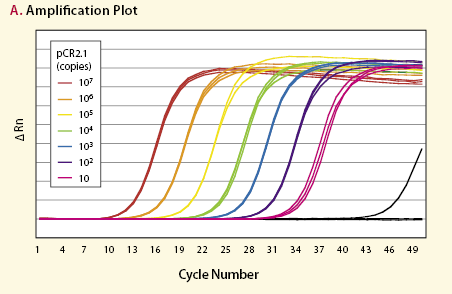 A. Amplification Plot
pCR2.1
(copies)
10⁷
10⁶
10⁵
10⁴
10³
10²
10
Δ Rn
1 4 7 10 13 16 19 22 25 28 31 34 37 40 43 46 49
Cycle Number